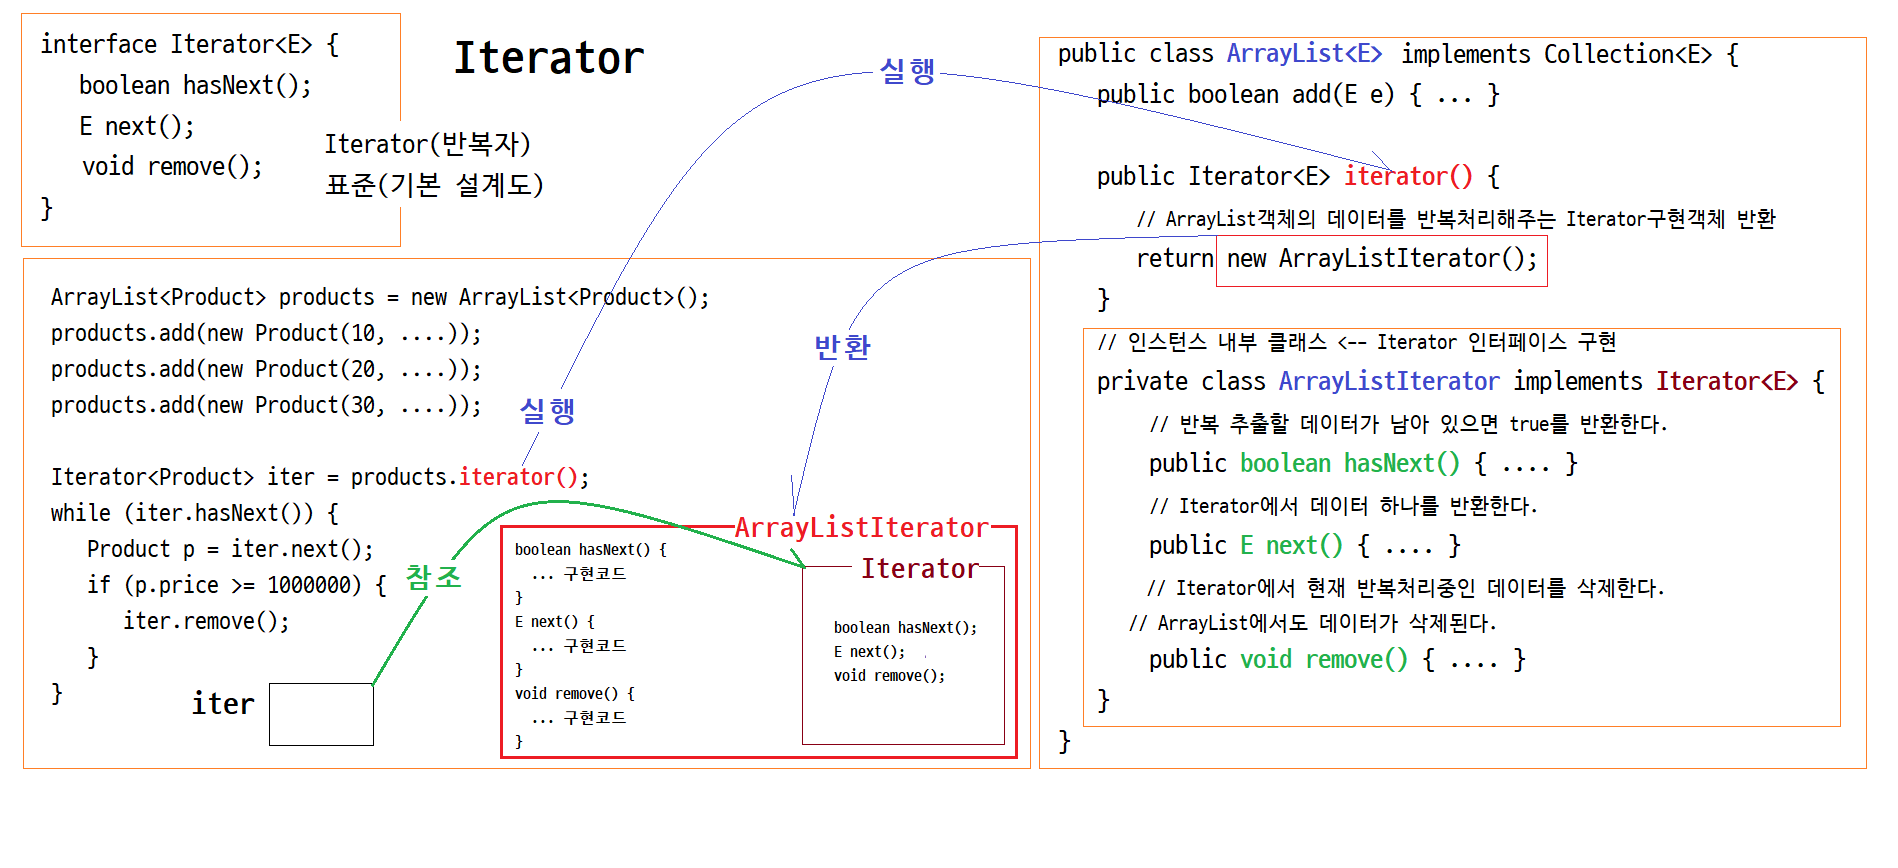 interface Iterator<E> {
boolean hasNext();
E next();
void remove();
}
Iterator
Iterator(반복자)
표준(기본 설계도)
ArrayList<Product> products = new ArrayList<Product>();
products.add(new Product(10, ....));
products.add(new Product(20, ....));
products.add(new Product(30, ....));
Iterator<Product> iter = products.iterator();
while (iter.hasNext()) {
Product p = iter.next();
if (p.price >= 1000000) {
iter.remove();
}
}
iter
실행
실행
반환
참조
ArrayListIterator
boolean hasNext() {
... 구현코드
}
E next() {
... 구현코드
}
void remove() {
... 구현코드
}
Iterator
boolean hasNext();
E next();
void remove();
public class ArrayList<E> implements Collection<E> {
public boolean add(E e) { ... }
public Iterator<E> iterator() {
// ArrayList객체의 데이터를 반복처리해주는 Iterator구현객체 반환
return new ArrayListIterator();
}
// 인스턴스 내부 클래스 <-- Iterator 인터페이스 구현
private class ArrayListIterator implements Iterator<E> {
// 반복 추출할 데이터가 남아 있으면 true를 반환한다.
public boolean hasNext() { .... }
// Iterator에서 데이터 하나를 반환한다.
public E next() { .... }
// Iterator에서 현재 반복처리중인 데이터를 삭제한다.
// ArrayList에서도 데이터가 삭제된다.
public void remove() { .... }
}
}